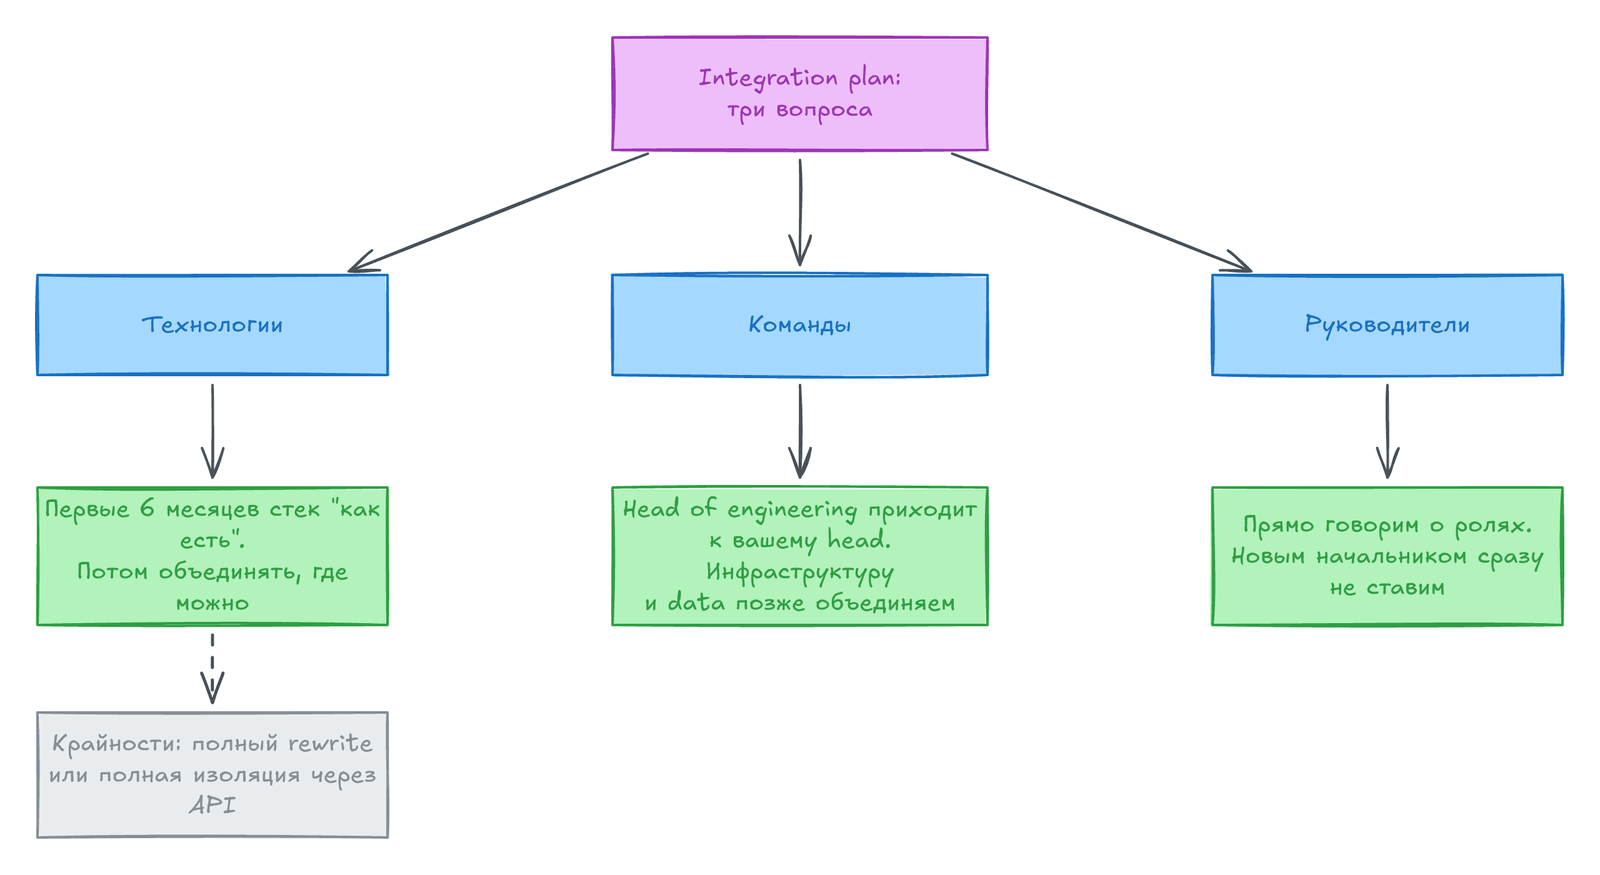 Integration plan:
три вопроса
Технологии
Команды
Руководители
Первые 6 месяцев стек "как
есть".
Потом объединять, где
можно
Head of engineering приходит
к вашему head.
Инфраструктуру
и data позже объединяем
Прямо говорим о ролях.
Новым начальником сразу
не ставим
Крайности: полный rewrite
или полная изоляция через
API